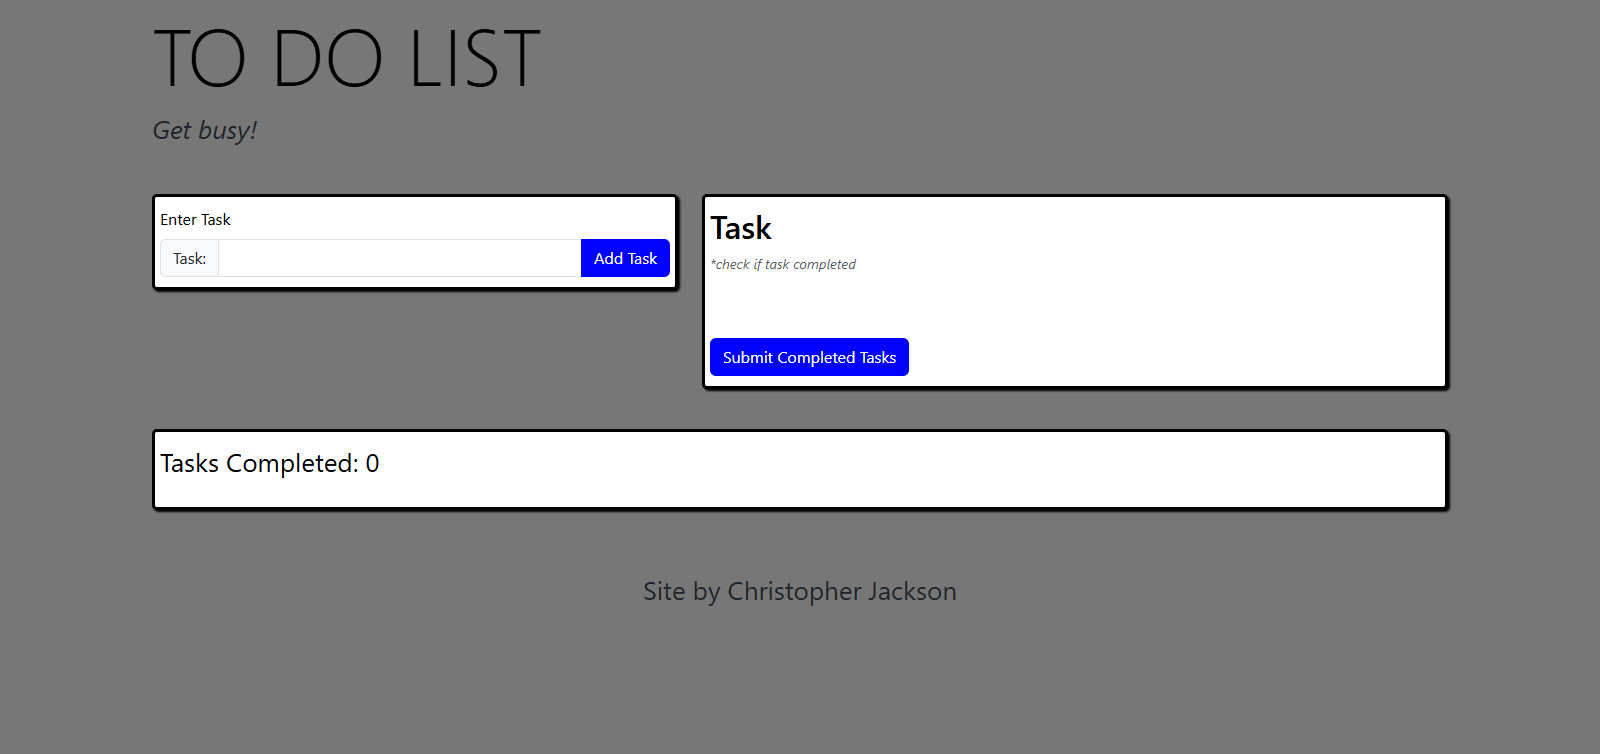 TO DO LIST
Get busy!
Enter Task
Task:
Add Task
Task
*check if task completed
Submit Completed Tasks
Tasks Completed: 0
Site by Christopher Jackson